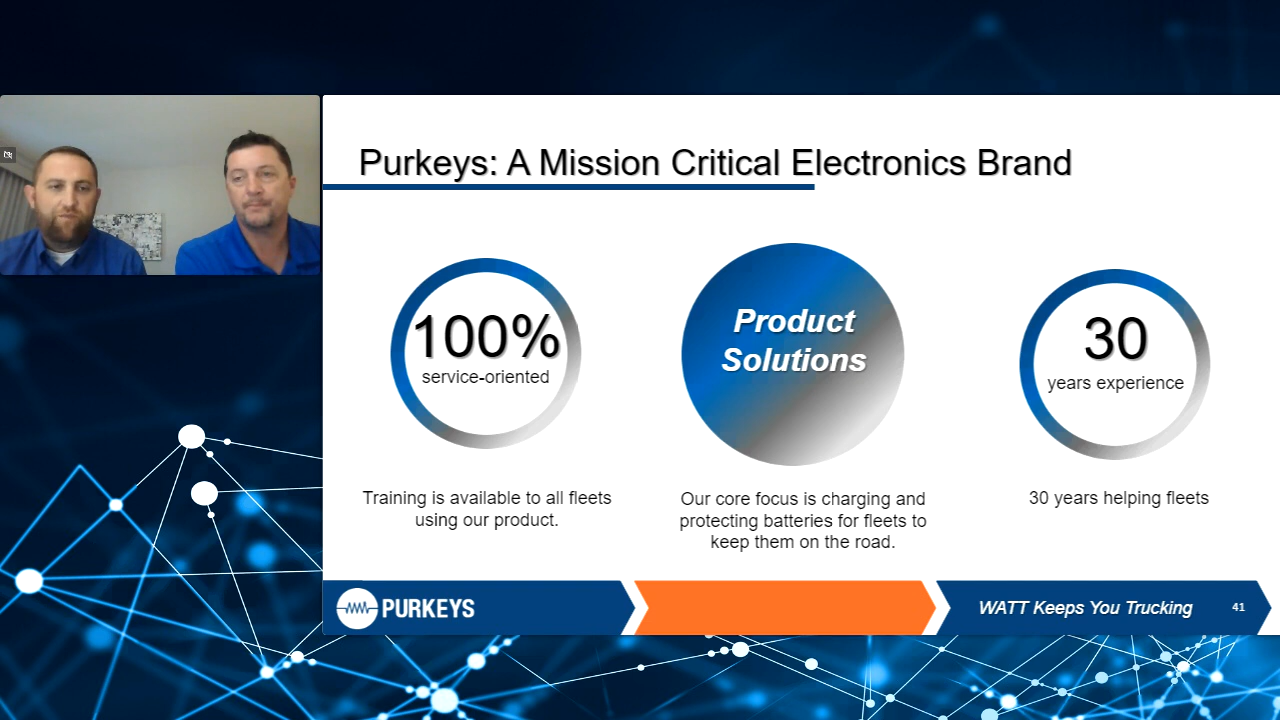 Purkeys: A Mission Critical Electronics Brand
100%
service-oriented
Product
Solutions
30
years experience
Training is available to all fleets
using our product.
Our core focus is charging and
protecting batteries for fleets to
keep them on the road.
30 years helping fleets
PURKEYS
WATT Keeps You Trucking
41